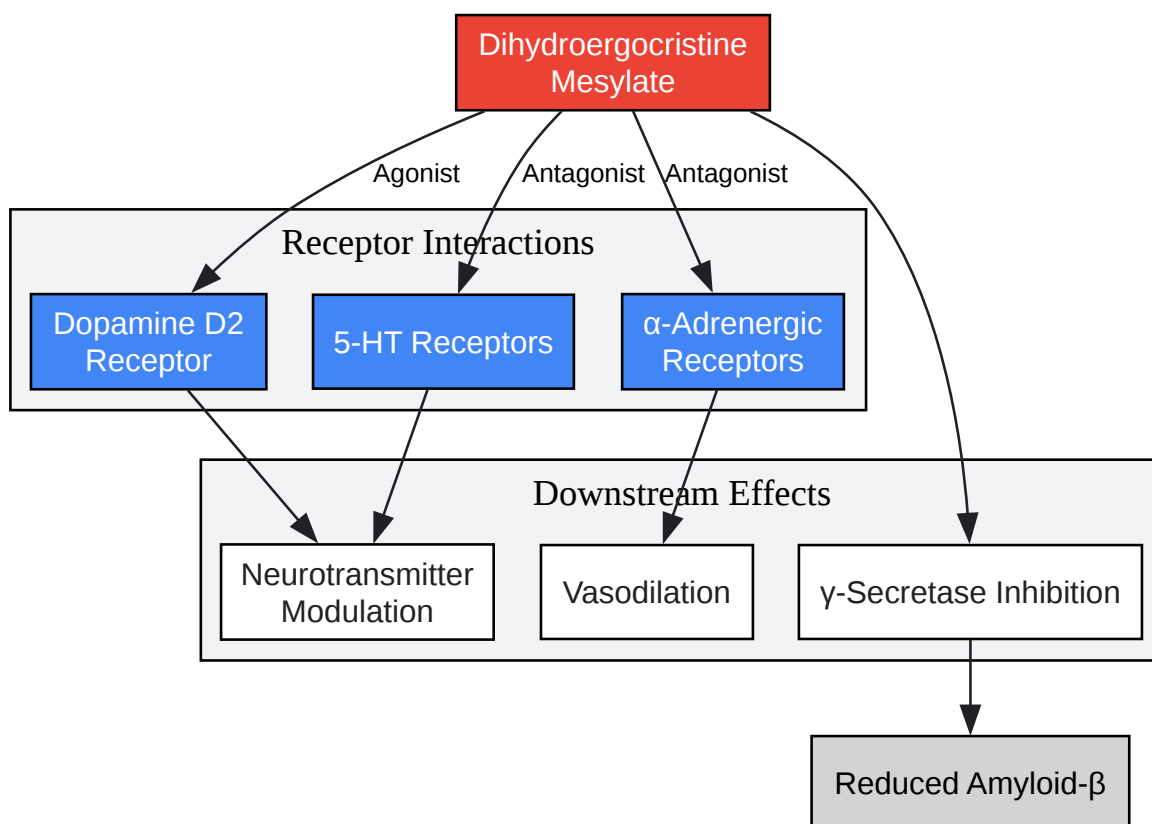 Dihydroergocristine
Mesylate
Agonist
Antagonist
Antagonist
Receptor Interactions
Dopamine D2
Receptor
5-HT Receptors
α-Adrenergic
Receptors
Downstream Effects
Neurotransmitter
Modulation
Vasodilation
γ-Secretase Inhibition
Reduced Amyloid-β